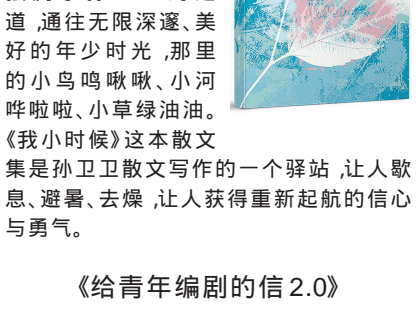 道,通往无限深邃、美
好的年少时光,那里
的小鸟鸣啾啾、小河
哗啦啦、小草绿油油。
《我小时候》这本散文
集是孙卫卫散文写作的一个驿站,让人歇
息、避暑、去燥,让人获得重新起航的信心
与勇气。
《给青年编剧的信2.0》